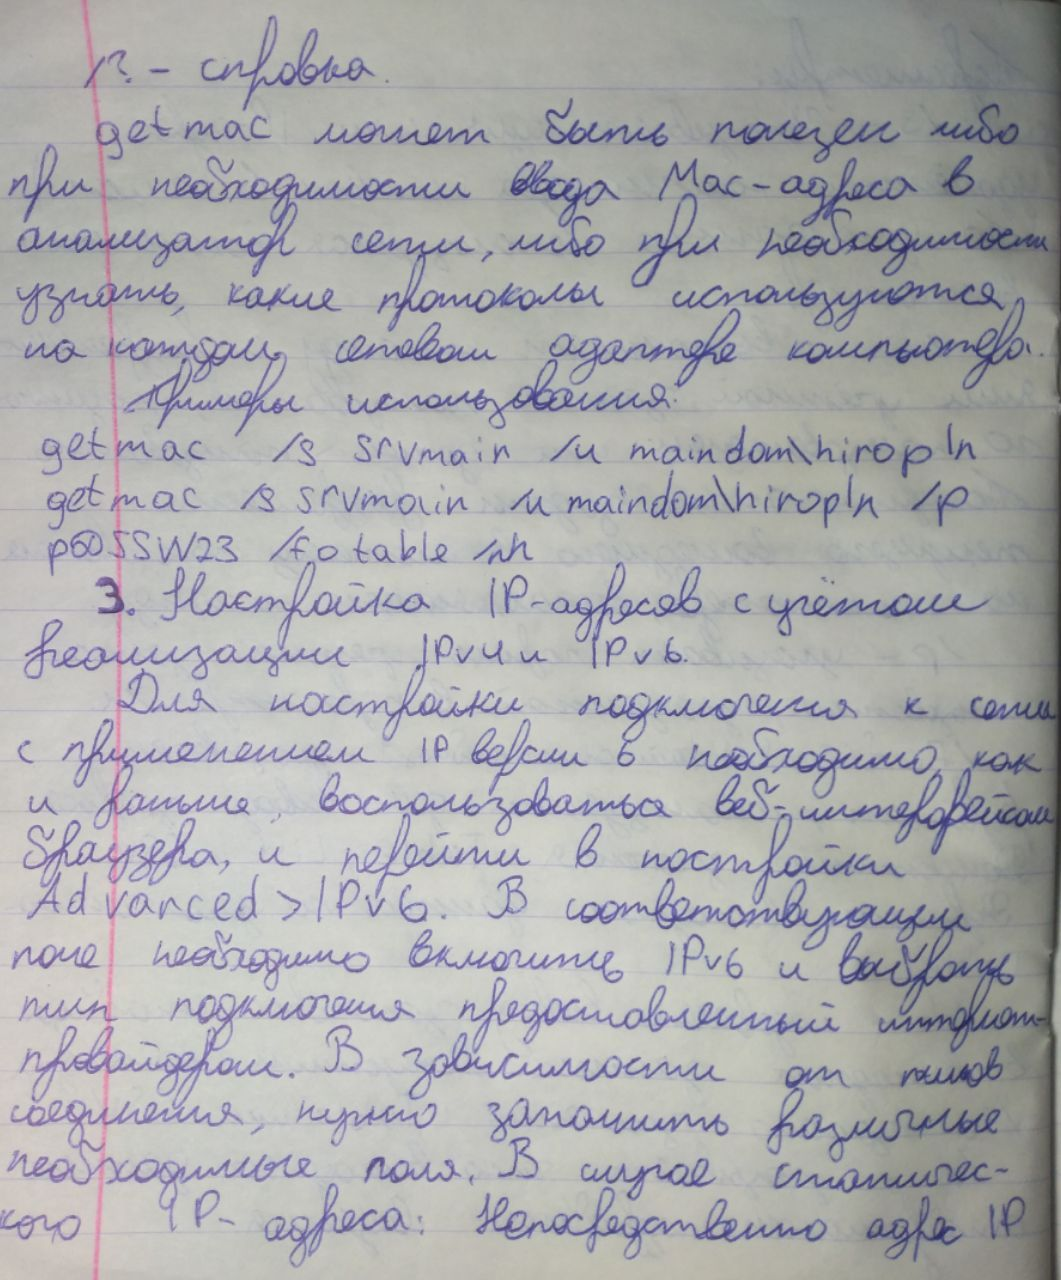 /? - справка.
getmac может быть полезен либо
при необходимости ввода Mac-адреса в
анализатор сети, либо при необходимости
узнать, какие протоколы используются
на каждом сетевом адаптере компьютера.
Примеры использования:
getmac /s srvmain /u maindom\hiropln
getmac /s srvmain /u maindom\hiropln /p
p@SSW23 /fo table /nh
3. Настройка IP-адресов с учётом
реализации IPv4 и IPv6.
Для настройки подключения к сети
с применением IP версии 6 необходимо, как
и раньше, воспользоваться веб-интерфейсом
браузера, и перейти в настройки
Advanced > IPv6. В соответствующем
поле необходимо включить IPv6 и выбрать
тип подключения предоставленный интернет-
провайдером. В зависимости от типов
соединения, нужно заполнить различные
необходимые поля. В случае статичес-
кого IP-адреса: Непосредственно адрес IP